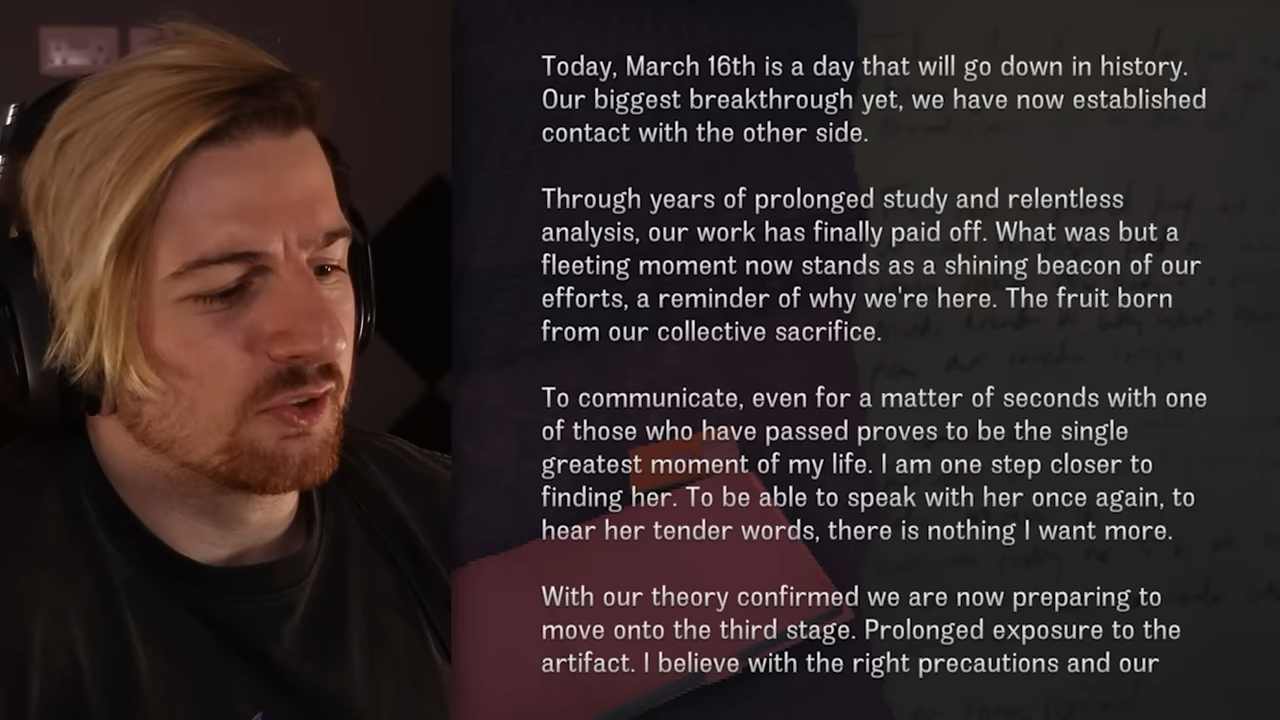 Today, March 16th is a day that will go down in history.
Our biggest breakthrough yet, we have now established
contact with the other side.
Through years of prolonged study and relentless
analysis, our work has finally paid off. What was but a
fleeting moment now stands as a shining beacon of our
efforts, a reminder of why we're here. The fruit born
from our collective sacrifice.
To communicate, even for a matter of seconds with one
of those who have passed proves to be the single
greatest moment of my life. I am one step closer to
finding her. To be able to speak with her once again, to
hear her tender words, there is nothing I want more.
With our theory confirmed we are now preparing to
move onto the third stage. Prolonged exposure to the
artifact. I believe with the right precautions and our